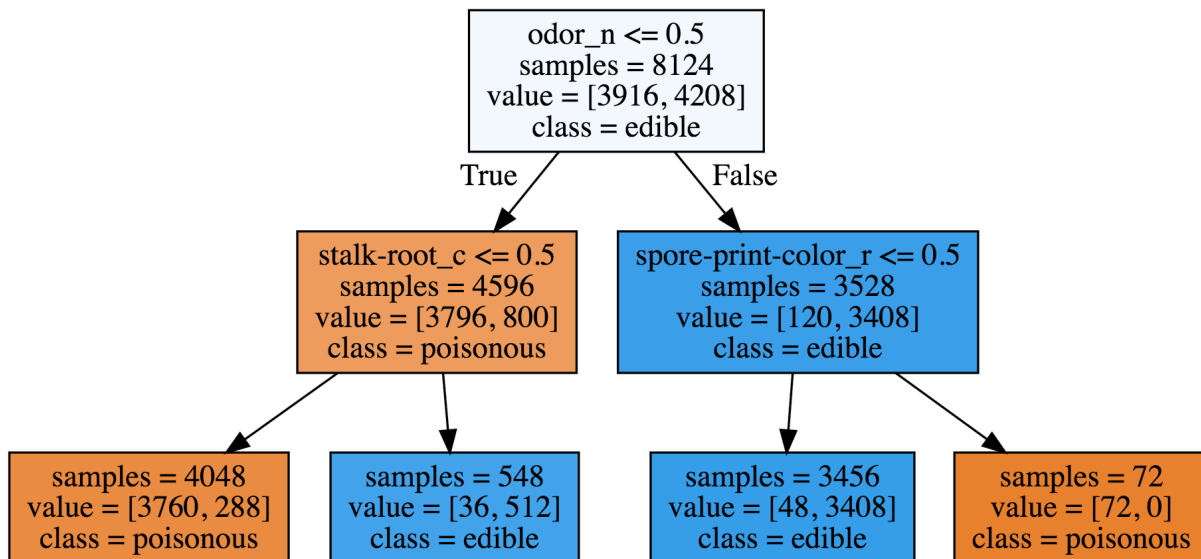 odor_n <= 0.5
samples = 8124
value = [3916, 4208]
class = edible
True
False
stalk-root_c <= 0.5
samples = 4596
value = [3796, 800]
class = poisonous
spore-print-color_r <= 0.5
samples = 3528
value = [120, 3408]
class = edible
samples = 4048
value = [3760, 288]
class = poisonous
samples = 548
value = [36, 512]
class = edible
samples = 3456
value = [48, 3408]
class = edible
samples = 72
value = [72, 0]
class = poisonous